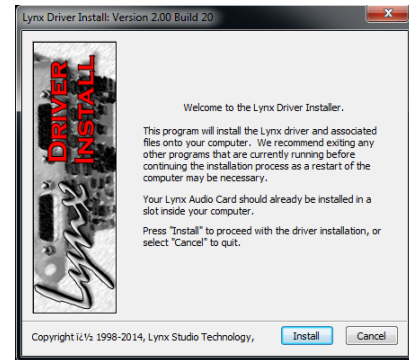 Lynx Driver Install: Version 2.00 Build 20
DRIVER
INSTALL
Lynx
Welcome to the Lynx Driver Installer.
This program will install the Lynx driver and associated
files onto your computer. We recommend exiting any
other programs that are currently running before
continuing the installation process as a restart of the
computer may be necessary.
Your Lynx Audio Card should already be installed in a
slot inside your computer.
Press "Install" to proceed with the driver installation, or
select "Cancel" to quit.
Copyright ï¿½ 1998-2014, Lynx Studio Technology,
Install
Cancel